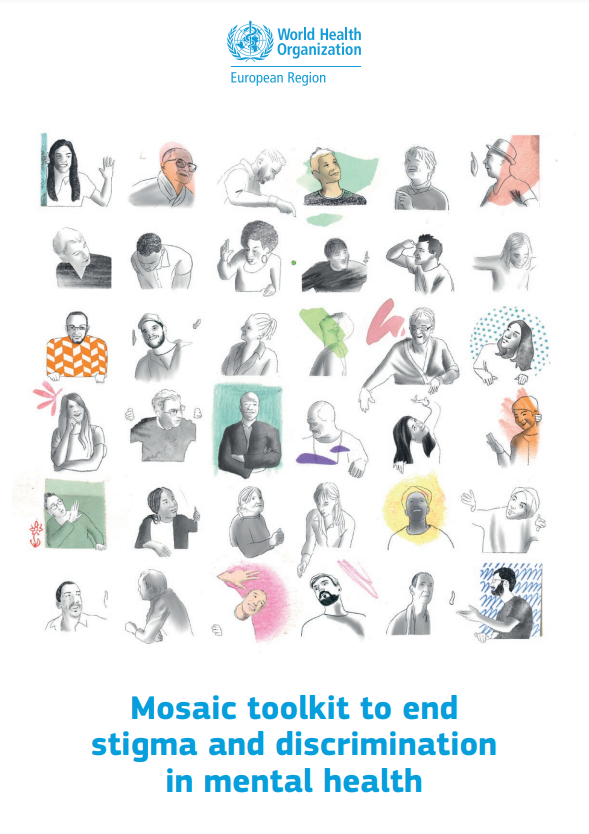 World Health
Organization
European Region
Mosaic toolkit to end
stigma and discrimination
in mental health